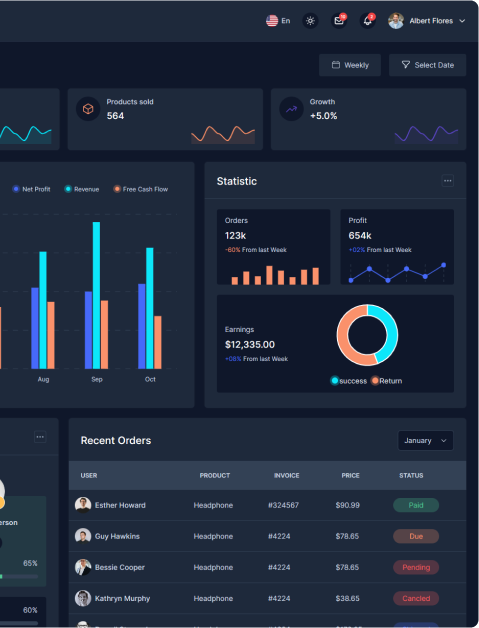 En
Albert Flores
Weekly
Select Date
Products sold
564
Growth
+5.0%
Net Profit
Revenue
Free Cash Flow
Aug
Sep
Oct
Statistic
Orders
123k
-60% From last Week
Profit
654k
+02% From last Week
Earnings
$12,335.00
+06% From last Week
success
Return
erson
65%
60%
Recent Orders
January
USER PRODUCT INVOICE PRICE STATUS
Esther Howard Headphone #324567 $90.99 Paid
Guy Hawkins Headphone #4224 $78.65 Due
Bessie Cooper Headphone #4224 $78.65 Pending
Kathryn Murphy Headphone #4224 $38.65 Cancled